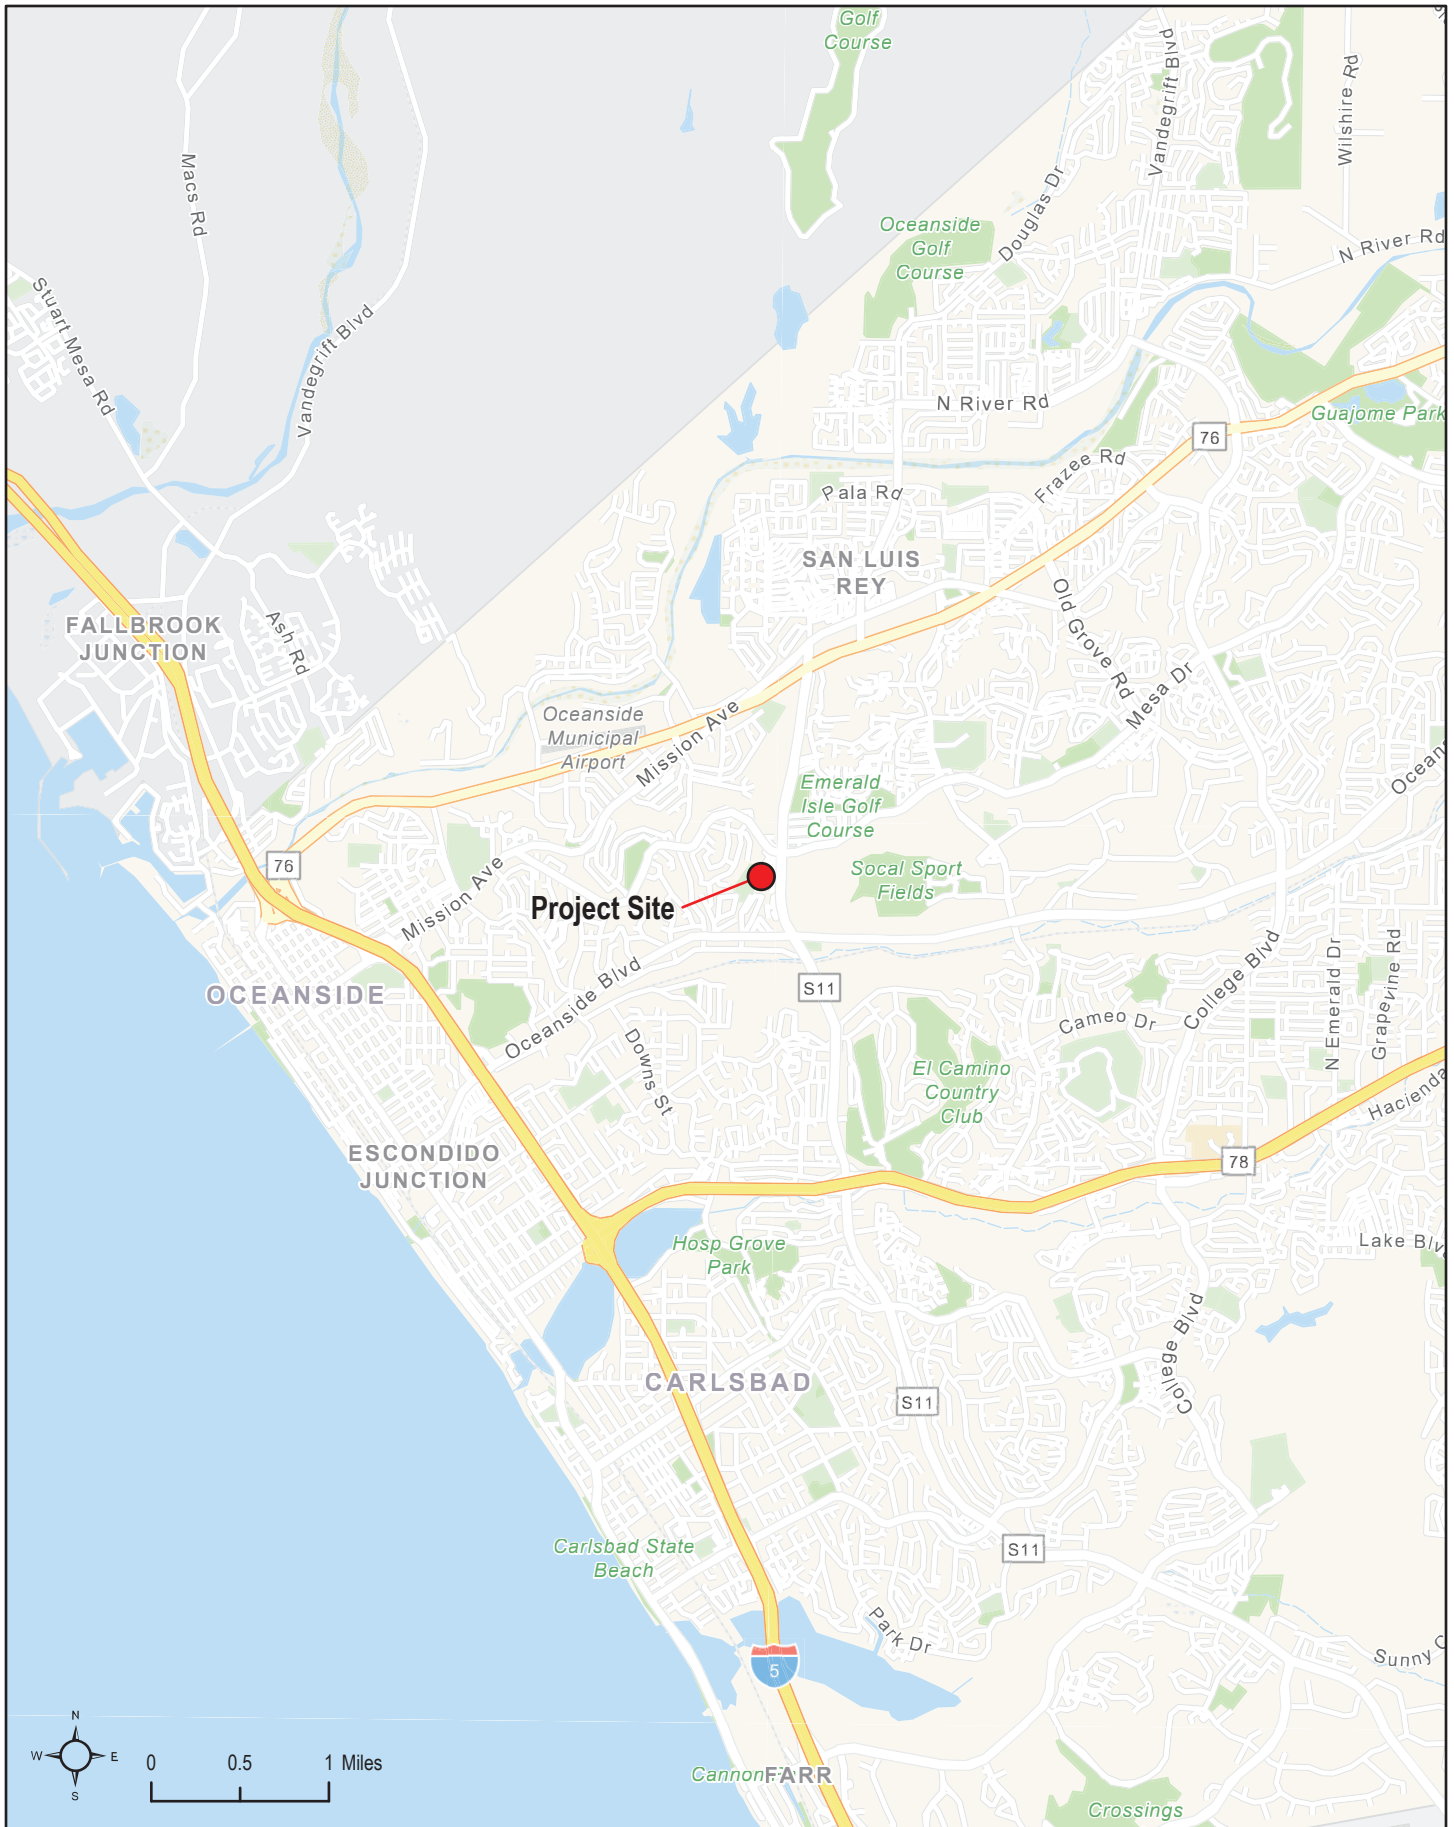 Golf
Course
Vandegrift Blvd
Wilshire Rd
Macs Rd
Douglas Dr
Oceanside
Golf
Course
N River Rd
Stuart Mesa Rd
Vandegrift Blvd
N River Rd
Guajome Park
76
Frazee Rd
Pala Rd
SAN LUIS
REY
Old Grove Rd
FALLBROOK
JUNCTION
Ash Rd
Mesa Dr
Oceanside
Municipal
Airport
Mission Ave
Emerald
Isle Golf
Course
Ocean
76
Mission Ave
Socal Sport
Fields
Project Site
OCEANSIDE
S11
Oceanside Blvd
College Blvd
N Emerald Dr
Grapevine Rd
Cameo Dr
Downs St
El Camino
Country
Club
Hacienda
ESCONDIDO
JUNCTION
78
Hosp Grove
Park
Lake Blv
College Blvd
CARLSBAD
S11
Carlsbad State
Beach
S11
Park Dr
Sunny C
5
N
W
E
S
0 0.5 1 Miles
Cannon
FARR
Crossings